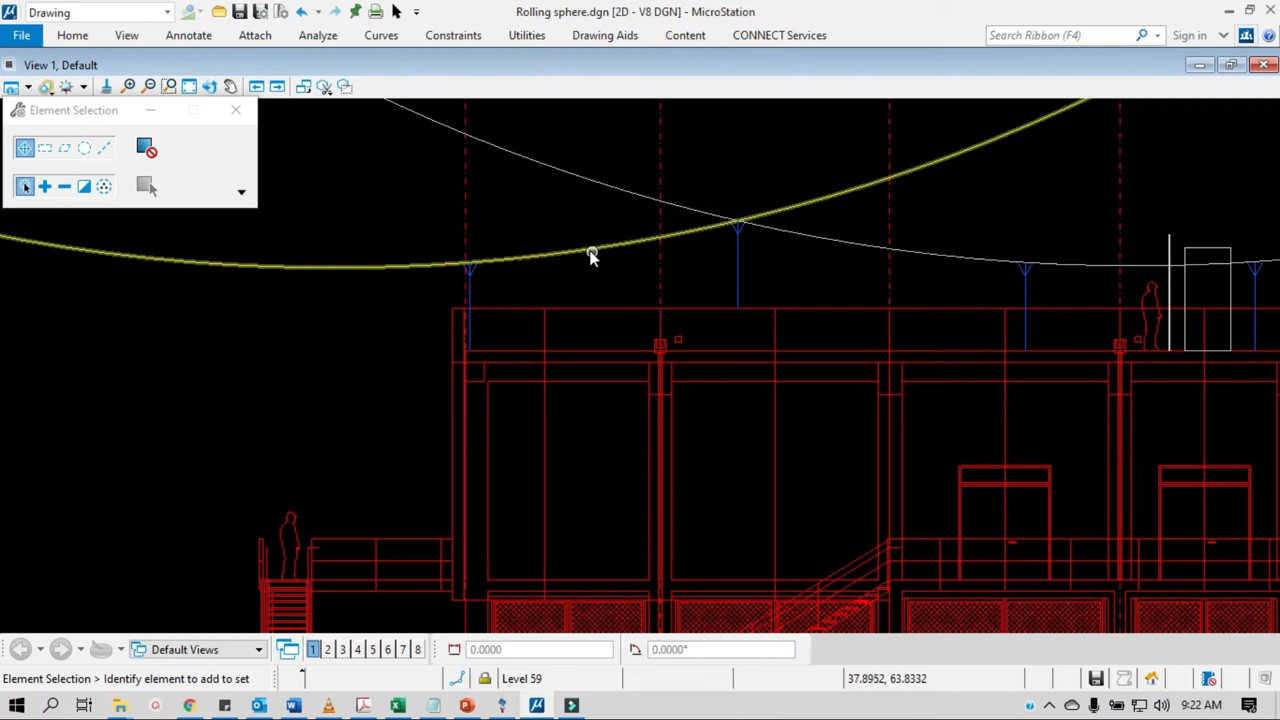 Drawing
Rolling sphere.dgn [2D - V8 DGN] - MicroStation
File Home View Annotate Attach Analyze Curves Constraints Utilities Drawing Aids Content CONNECT Services Search Ribbon (F4) Sign in
View 1, Default
Element Selection
Default Views 1 2 3 4 5 6 7 8 0.0000 0.0000°
Element Selection > Identify element to add to set Level 59 37.8952, 63.8332
9:22 AM